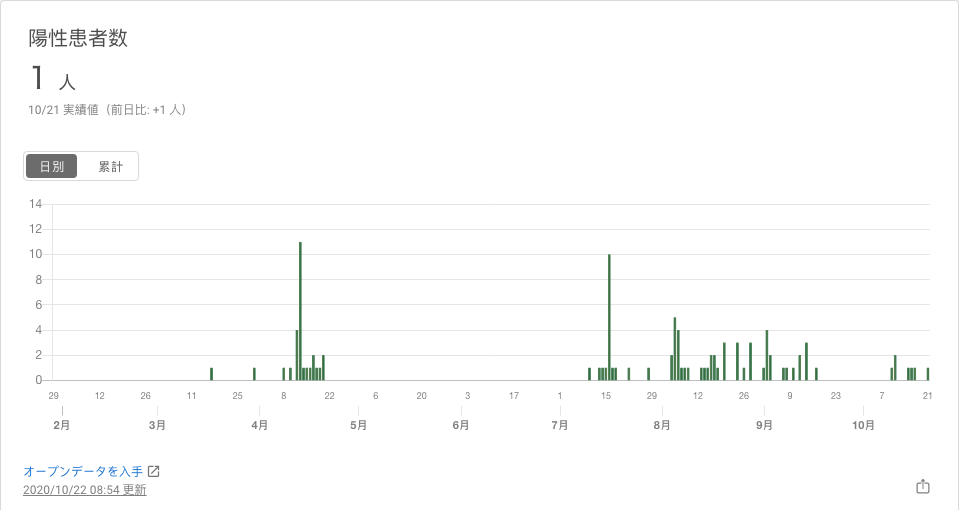 陽性患者数
1 人
10/21 実績値（前日比: +1 人）
日別 累計
14
12
10
8
6
4
2
0
29 12 26 11 25 8 22 6 20 3 17 1 15 29 12 26 9 23 7 21
2月 3月 4月 5月 6月 7月 8月 9月 10月
オープンデータを入手
2020/10/22 08:54 更新